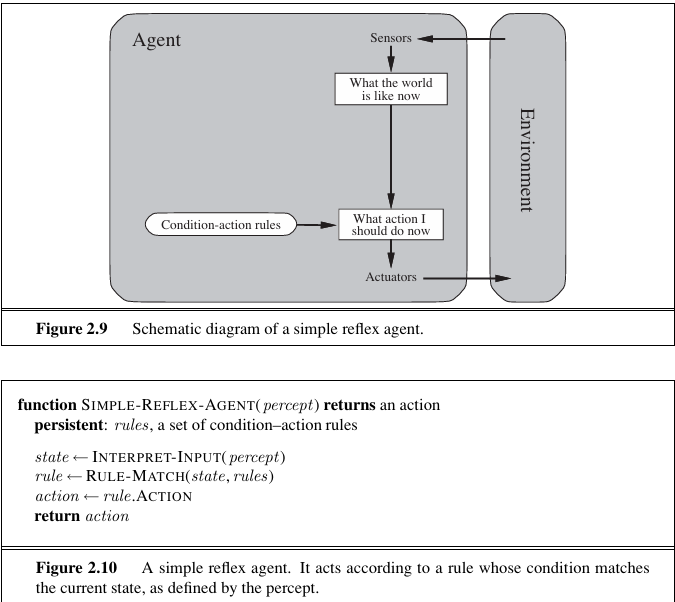 Agent
Sensors
What the world
is like now
Environment
Condition-action rules
What action I
should do now
Actuators
Figure 2.9 Schematic diagram of a simple reflex agent.
function SIMPLE-REFLEX-AGENT(percept) returns an action
persistent: rules, a set of condition–action rules
state ← INTERPRET-INPUT(percept)
rule ← RULE-MATCH(state, rules)
action ← rule.ACTION
return action
Figure 2.10 A simple reflex agent. It acts according to a rule whose condition matches
the current state, as defined by the percept.